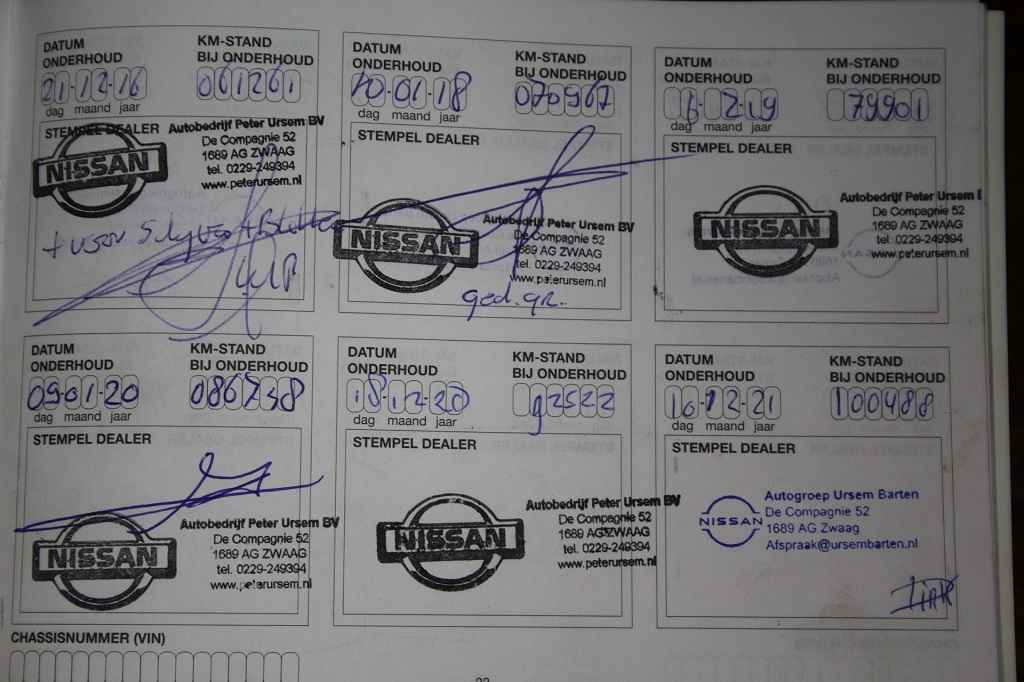 DATUM
ONDERHOUD
21-12-16
dag maand jaar
KM-STAND
BIJ ONDERHOUD
061261
STEMPEL DEALER
NISSAN
Autobedrijf Peter Ursem BV
De Compagnie 52
1689 AG ZWAAG
tel. 0229-249394
www.peterursem.nl
DATUM
ONDERHOUD
10-01-18
dag maand jaar
KM-STAND
BIJ ONDERHOUD
070967
STEMPEL DEALER
NISSAN
Autobedrijf Peter Ursem BV
De Compagnie 52
1689 AG ZWAAG
tel. 0229-249394
www.peterursem.nl
ged. gr.
DATUM
ONDERHOUD
dag maand jaar
KM-STAND
BIJ ONDERHOUD
79901
STEMPEL DEALER
NISSAN
Autobedrijf Peter Ursem
De Compagnie 52
1689 AG ZWAAG
tel. 0229-249394
www.peterursem.nl
DATUM
ONDERHOUD
09-01-20
dag maand jaar
KM-STAND
BIJ ONDERHOUD
086738
STEMPEL DEALER
NISSAN
Autobedrijf Peter Ursem BV
De Compagnie 52
1689 AG ZWAAG
tel. 0229-249394
www.peterursem.nl
DATUM
ONDERHOUD
18-12-20
dag maand jaar
KM-STAND
BIJ ONDERHOUD
92522
STEMPEL DEALER
NISSAN
Autobedrijf Peter Ursem BV
De Compagnie 52
1689 AG ZWAAG
tel. 0229-249394
www.peterursem.nl
DATUM
ONDERHOUD
16-12-21
dag maand jaar
KM-STAND
BIJ ONDERHOUD
100488
STEMPEL DEALER
NISSAN
Autogroep Ursem Barten
De Compagnie 52
1689 AG Zwaag
Afspraak@ursembarten.nl
CHASSISNUMMER (VIN)